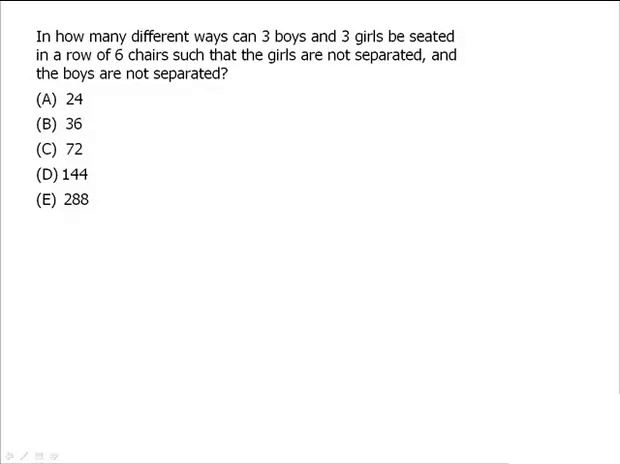 In how many different ways can 3 boys and 3 girls be seated
in a row of 6 chairs such that the girls are not separated, and
the boys are not separated?
(A) 24
(B) 36
(C) 72
(D) 144
(E) 288